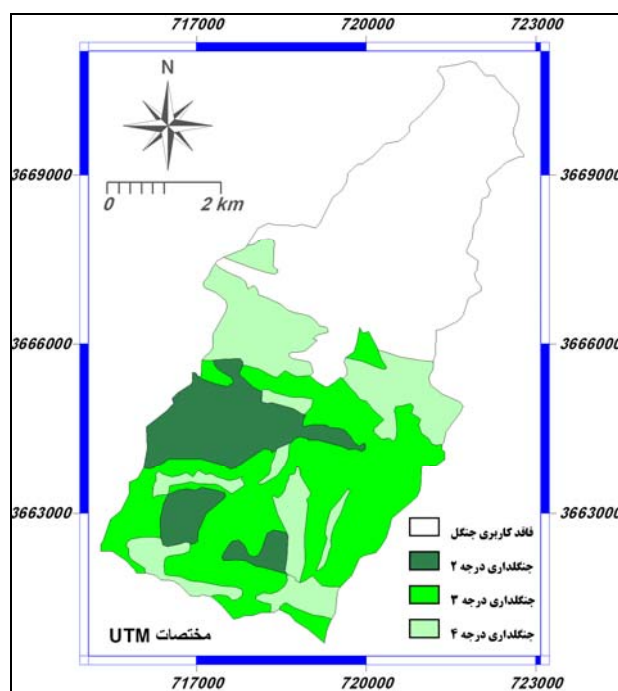 717000 720000 723000
N
3669000 3669000
0 2 km
3666000 3666000
3663000 3663000
فاقد کاربری جنگل
جنگلداری درجه ۲
جنگلداری درجه ۳
جنگلداری درجه ۴
مختصات UTM
717000 720000 723000